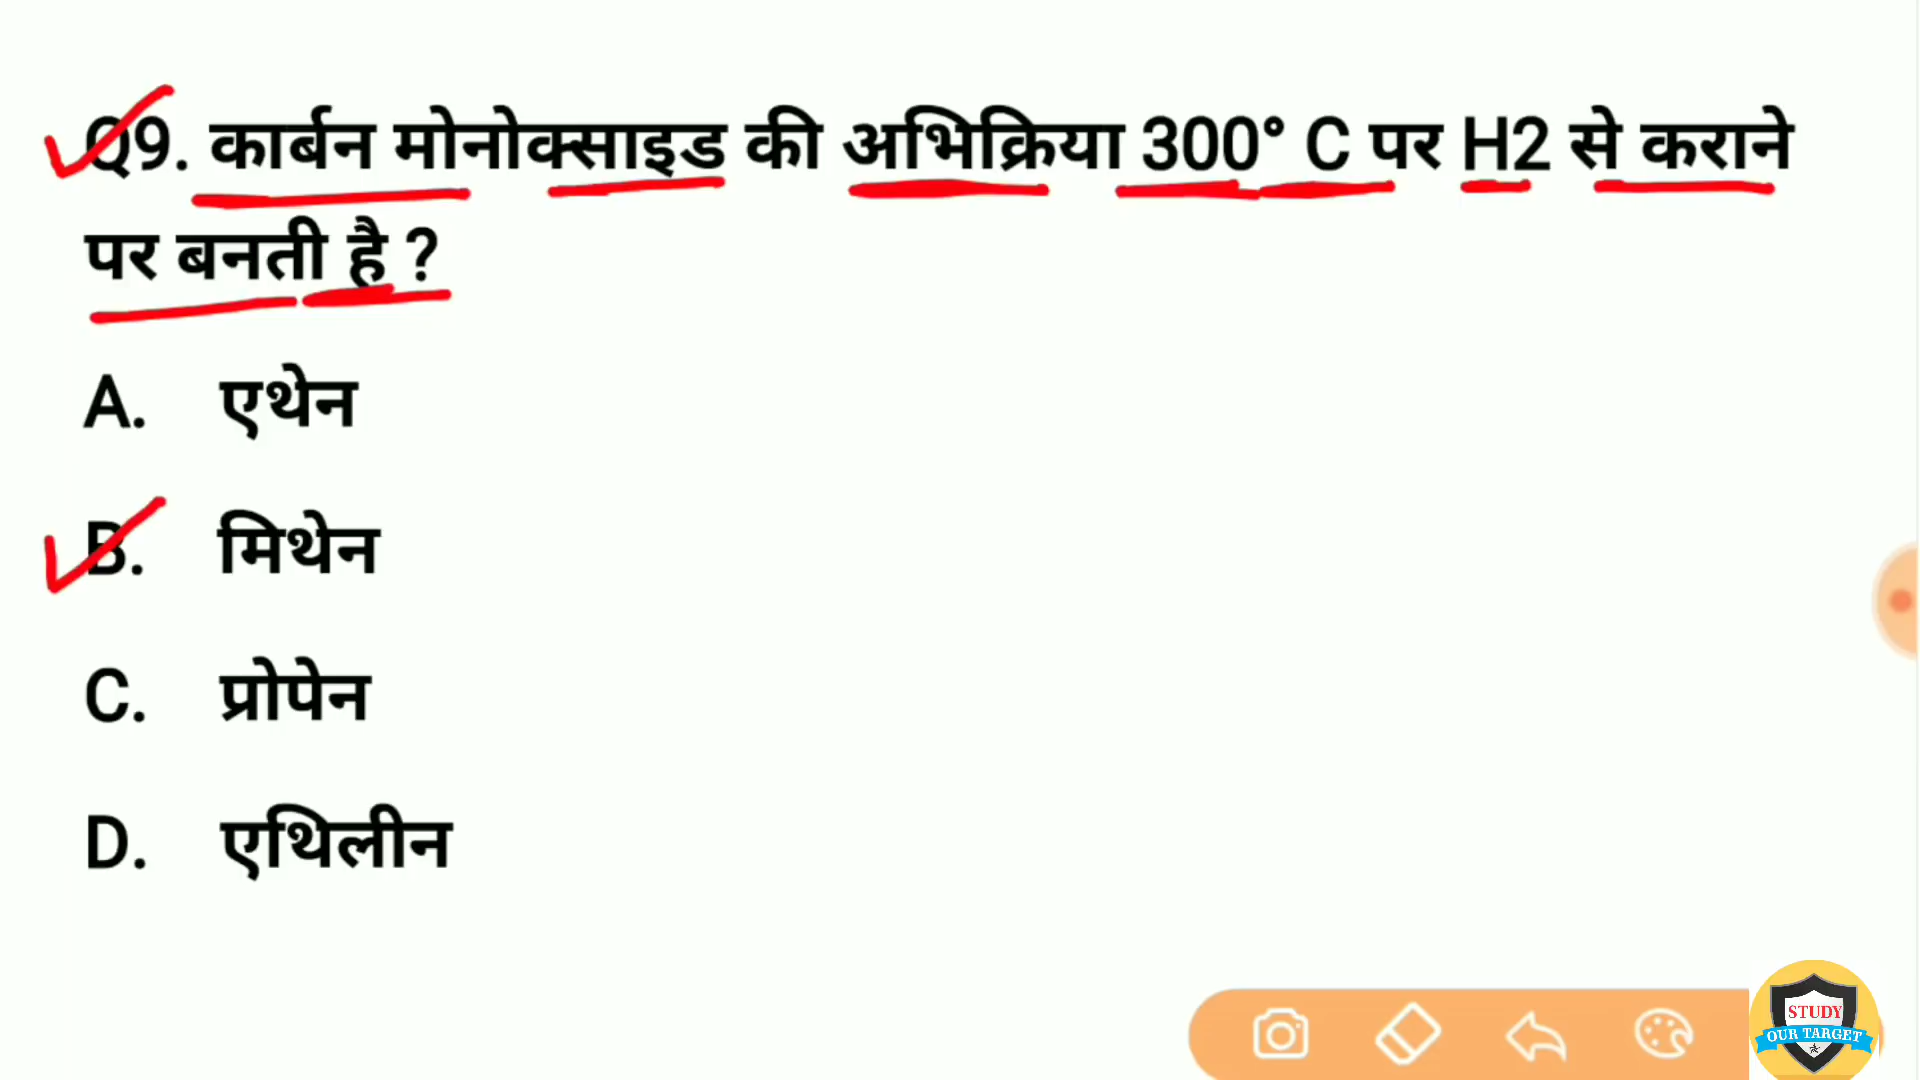 Q9. कार्बन मोनोक्साइड की अभिक्रिया 300° C पर H2 से कराने
पर बनती है ?
A. एथेन
B. मिथेन
C. प्रोपेन
D. एथिलीन
STUDY
OUR TARGET